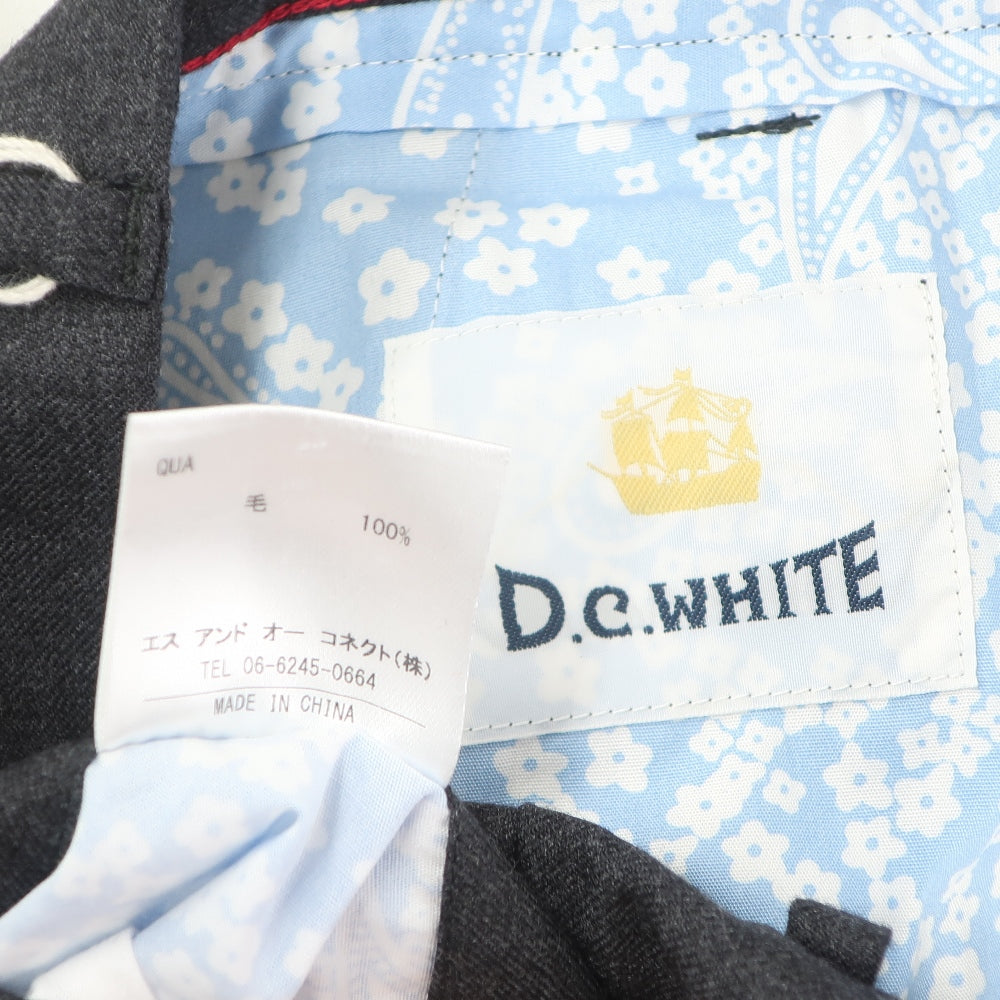 QUA
毛
100%
エス アンド オー コネクト(株)
TEL 06-6245-0664
MADE IN CHINA
D.C.WHITE